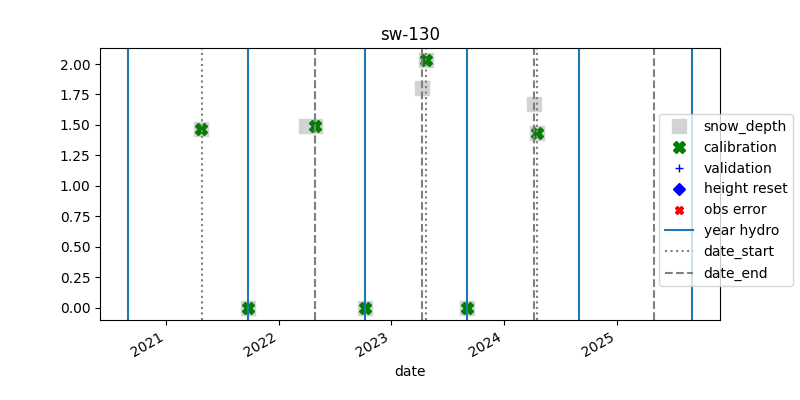 sw-130
2.00
1.75
1.50
1.25
1.00
0.75
0.50
0.25
0.00
snow_depth
calibration
validation
height reset
obs error
year hydro
date_start
date_end
2021
2022
2023
2024
2025
date